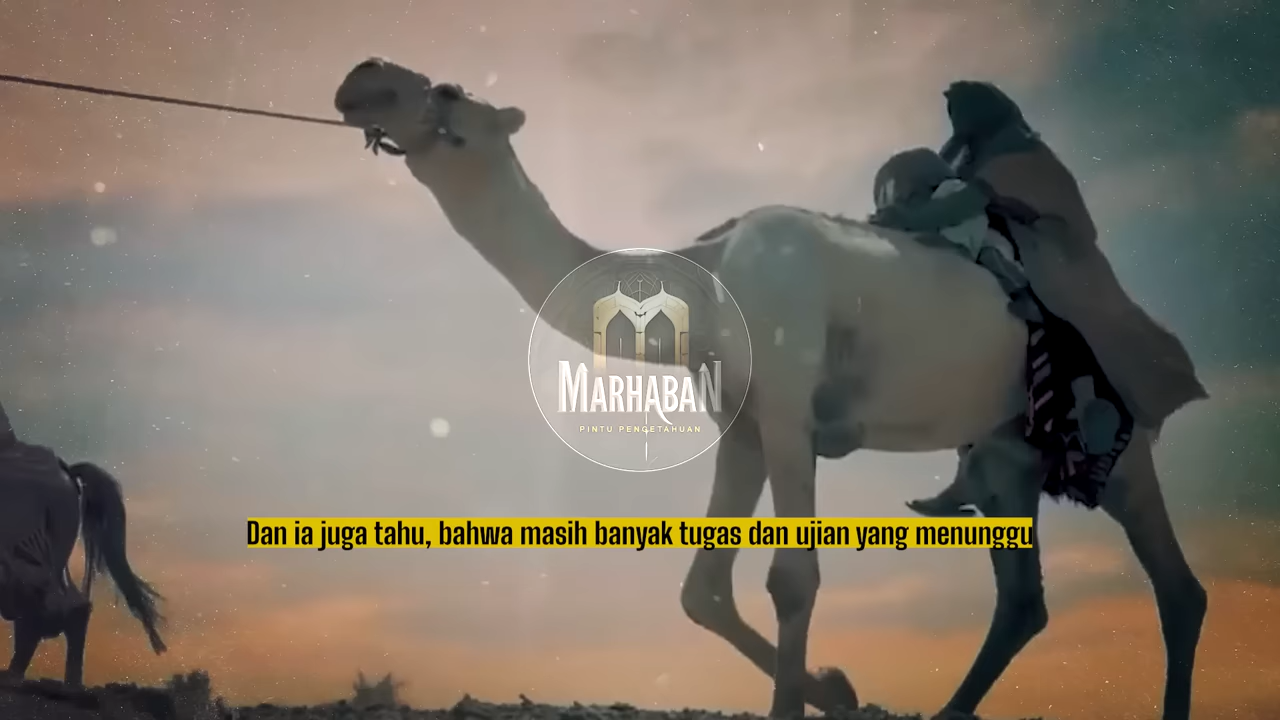 MARHABAN
PINTU PENGETAHUAN
Dan ia juga tahu, bahwa masih banyak tugas dan ujian yang menunggu